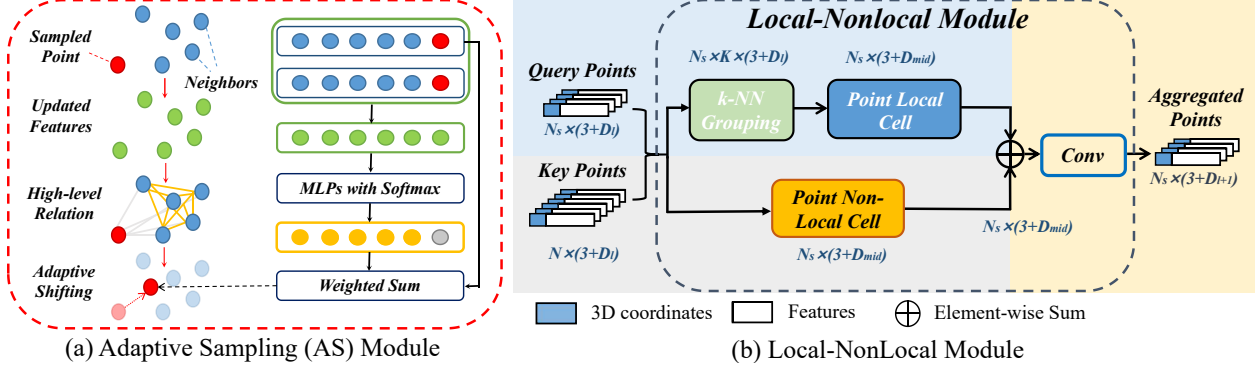 Sampled
Point
Neighbors
Updated
Features
High-level
Relation
Adaptive
Shifting
MLPs with Softmax
Weighted Sum
(a) Adaptive Sampling (AS) Module
Local-Nonlocal Module
Query Points
Nₛ×(3+Dₗ)
Key Points
N×(3+Dₗ)
Nₛ×K×(3+Dₗ)
k-NN
Grouping
Nₛ×(3+Dₘᵢd)
Point Local
Cell
Point Non-
Local Cell
Nₛ×(3+Dₘᵢd)
Nₛ×(3+Dₘᵢd)
Conv
Aggregated
Points
Nₛ×(3+Dₗ₊₁)
3D coordinates
Features
Element-wise Sum
(b) Local-NonLocal Module